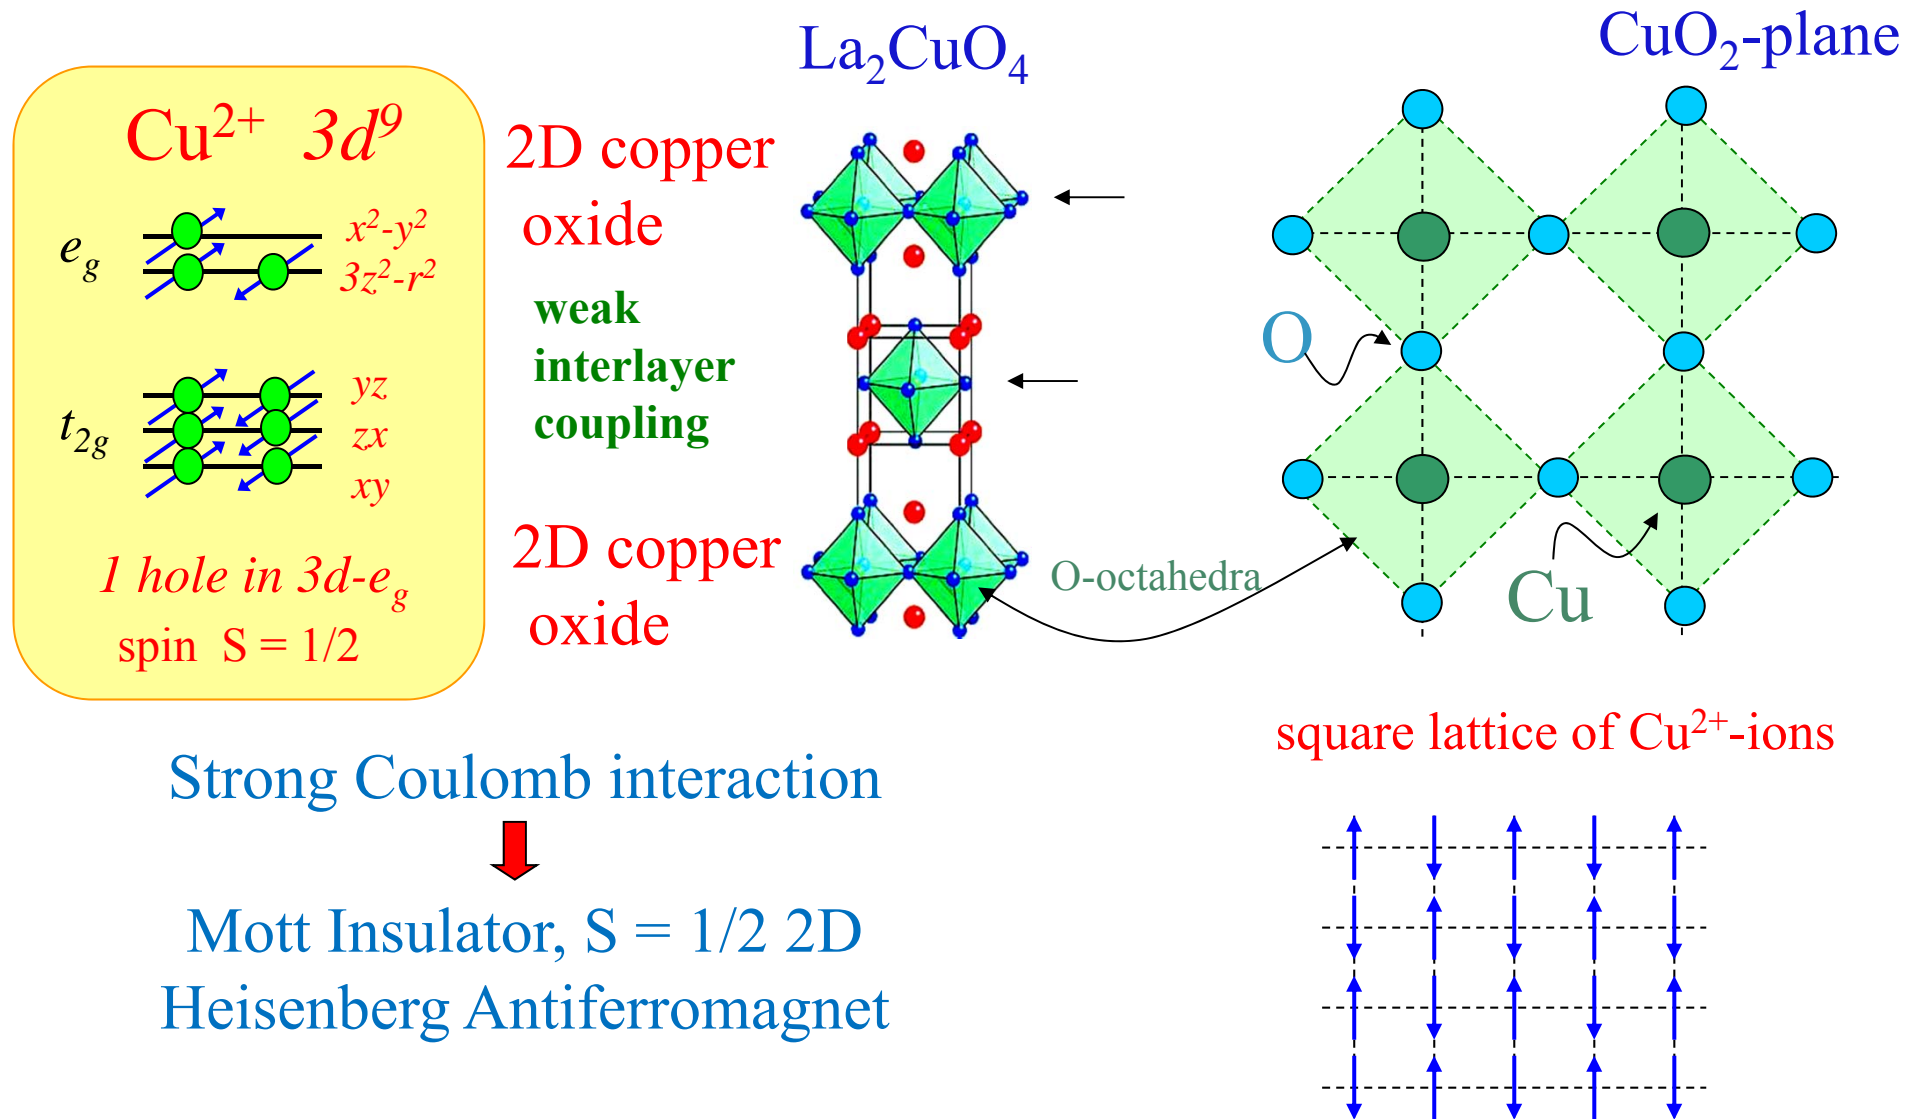 La₂CuO₄
CuO₂-plane
Cu²⁺ 3d⁹
e_g
x²-y²
3z²-r²
t₂g
yz
zx
xy
1 hole in 3d-e_g
spin S = 1/2
2D copper
oxide
weak
interlayer
coupling
2D copper
oxide
O-octahedra
O
Cu
square lattice of Cu²⁺-ions
Strong Coulomb interaction
Mott Insulator, S = 1/2 2D
Heisenberg Antiferromagnet